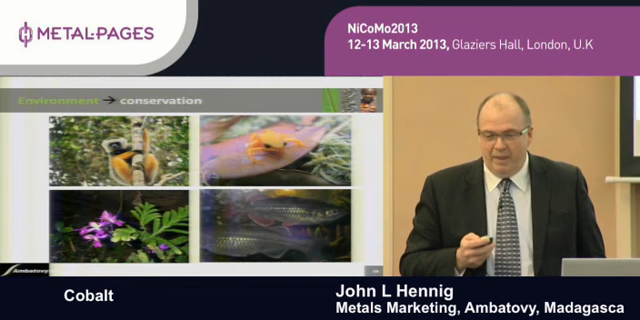 METAL-PAGES
NiCoMo2013
12-13 March 2013, Glaziers Hall, London, U.K
Environment → conservation
Ambatovy
Cobalt
John L Hennig
Metals Marketing, Ambatovy, Madagasca